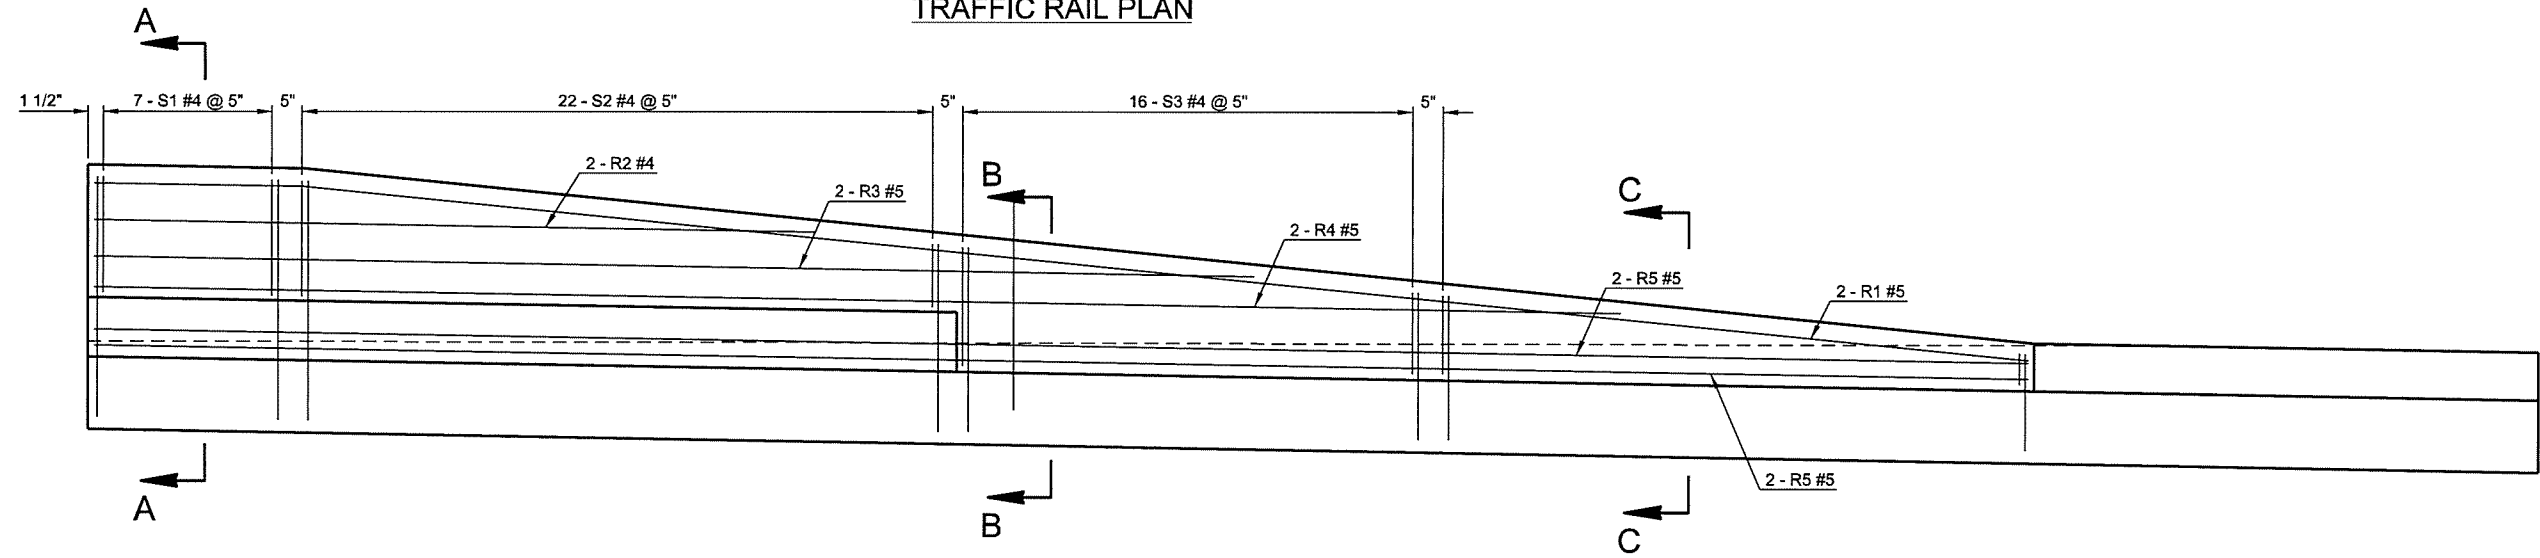 TRAFFIC RAIL PLAN
A
1 1/2"
7 - S1 #4 @ 5"
5"
22 - S2 #4 @ 5"
5"
16 - S3 #4 @ 5"
5"
2 - R2 #4
2 - R3 #5
B
C
2 - R4 #5
2 - R5 #5
2 - R1 #5
2 - R5 #5
A
B
C